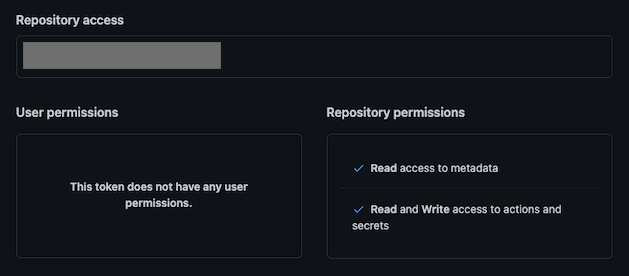 Repository access
User permissions
Repository permissions
This token does not have any user
permissions.
Read access to metadata
Read and Write access to actions and
secrets